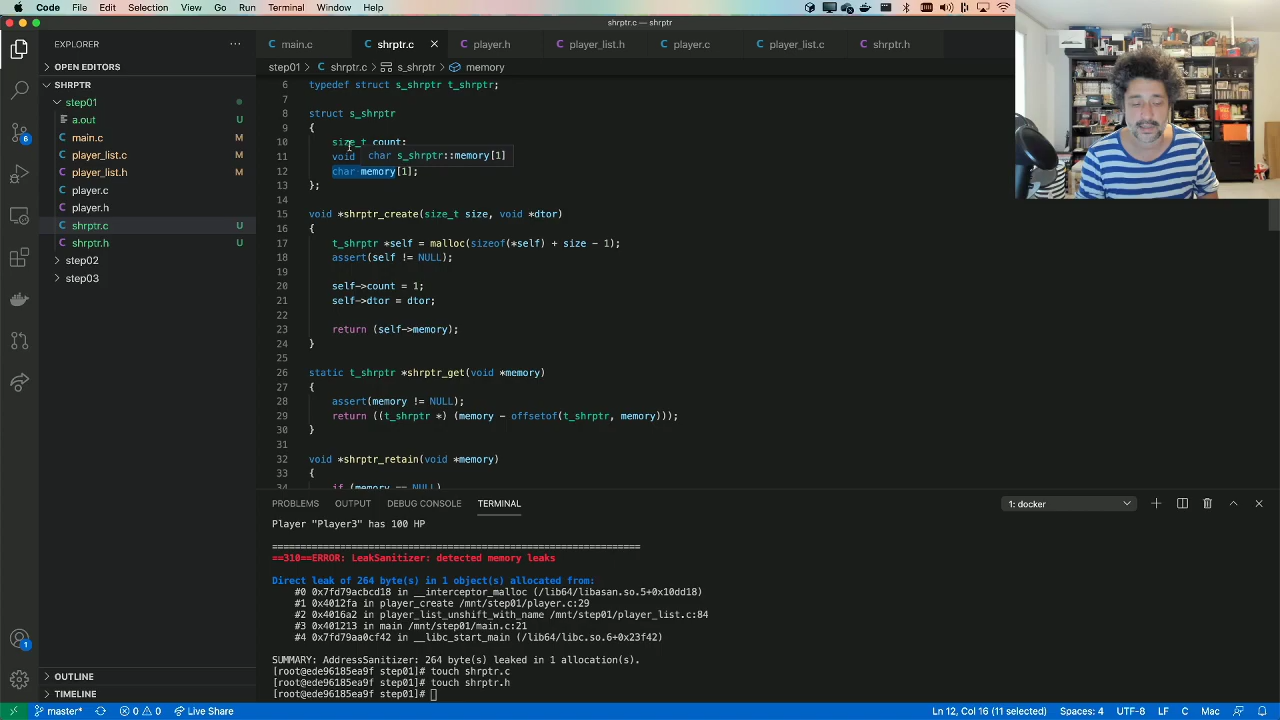 Code File Edit Selection View Go Run Terminal Window Help
shrptr.c — shrptr
EXPLORER
OPEN EDITORS
SHRPTR
step01
a.out U
main.c M
player_list.c M
player_list.h M
player.c
player.h
shrptr.c U
shrptr.h U
step02
step03
OUTLINE
TIMELINE
6
1
main.c shrptr.c player.h player_list.h player.c player_list.c shrptr.h
step01 > shrptr.c > s_shrptr > memory
6 typedef struct s_shrptr t_shrptr;
7
8 struct s_shrptr
9 {
10 size_t count;
11 void
char s_shrptr::memory[1]
12 char memory[1];
13 };
14
15 void *shrptr_create(size_t size, void *dtor)
16 {
17 t_shrptr *self = malloc(sizeof(*self) + size - 1);
18 assert(self != NULL);
19
20 self->count = 1;
21 self->dtor = dtor;
22
23 return (self->memory);
24 }
25
26 static t_shrptr *shrptr_get(void *memory)
27 {
28 assert(memory != NULL);
29 return ((t_shrptr *) (memory - offsetof(t_shrptr, memory)));
30 }
31
32 void *shrptr_retain(void *memory)
33 {
34 if (memory == NULL)
PROBLEMS OUTPUT DEBUG CONSOLE TERMINAL 1: docker
Player "Player3" has 100 HP
=================================================================
==310==ERROR: LeakSanitizer: detected memory leaks
Direct leak of 264 byte(s) in 1 object(s) allocated from:
#0 0x7fd79acbcd18 in __interceptor_malloc (/lib64/libasan.so.5+0x10dd18)
#1 0x4012fa in player_create /mnt/step01/player.c:29
#2 0x4016a2 in player_list_unshift_with_name /mnt/step01/player_list.c:84
#3 0x401213 in main /mnt/step01/main.c:21
#4 0x7fd79aa0cf42 in __libc_start_main (/lib64/libc.so.6+0x23f42)
SUMMARY: AddressSanitizer: 264 byte(s) leaked in 1 allocation(s).
[root@ede96185ea9f step01]# touch shrptr.c
[root@ede96185ea9f step01]# touch shrptr.h
[root@ede96185ea9f step01]#
master* 0 0 Live Share Ln 12, Col 16 (11 selected) Spaces: 4 UTF-8 LF C Mac